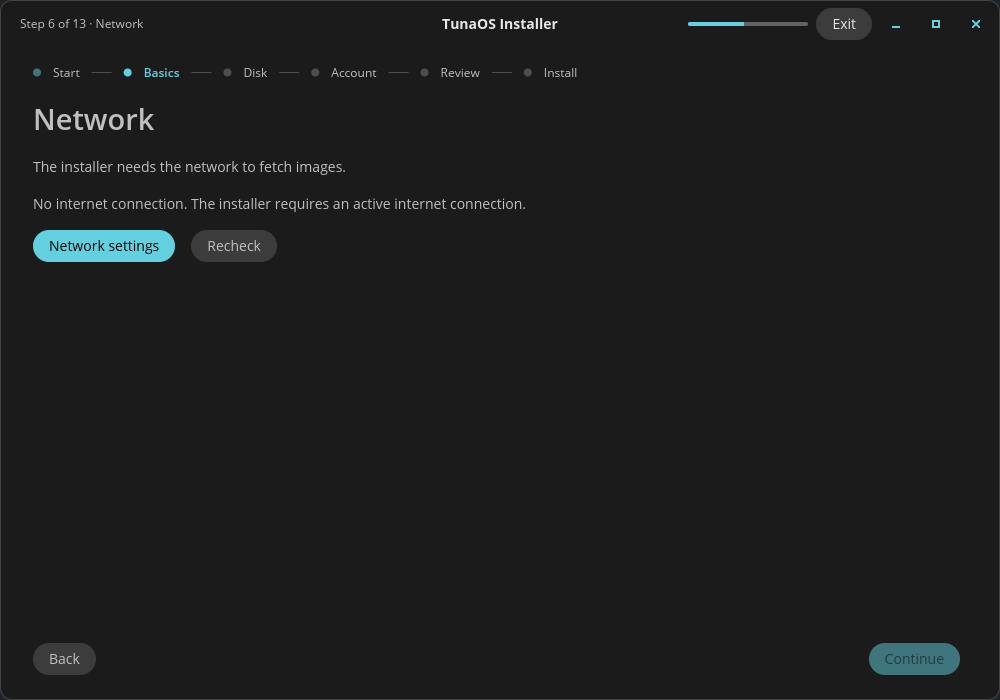 Step 6 of 13 · Network
TunaOS Installer
Exit
Start
Basics
Disk
Account
Review
Install
Network
The installer needs the network to fetch images.
No internet connection. The installer requires an active internet connection.
Network settings
Recheck
Back
Continue